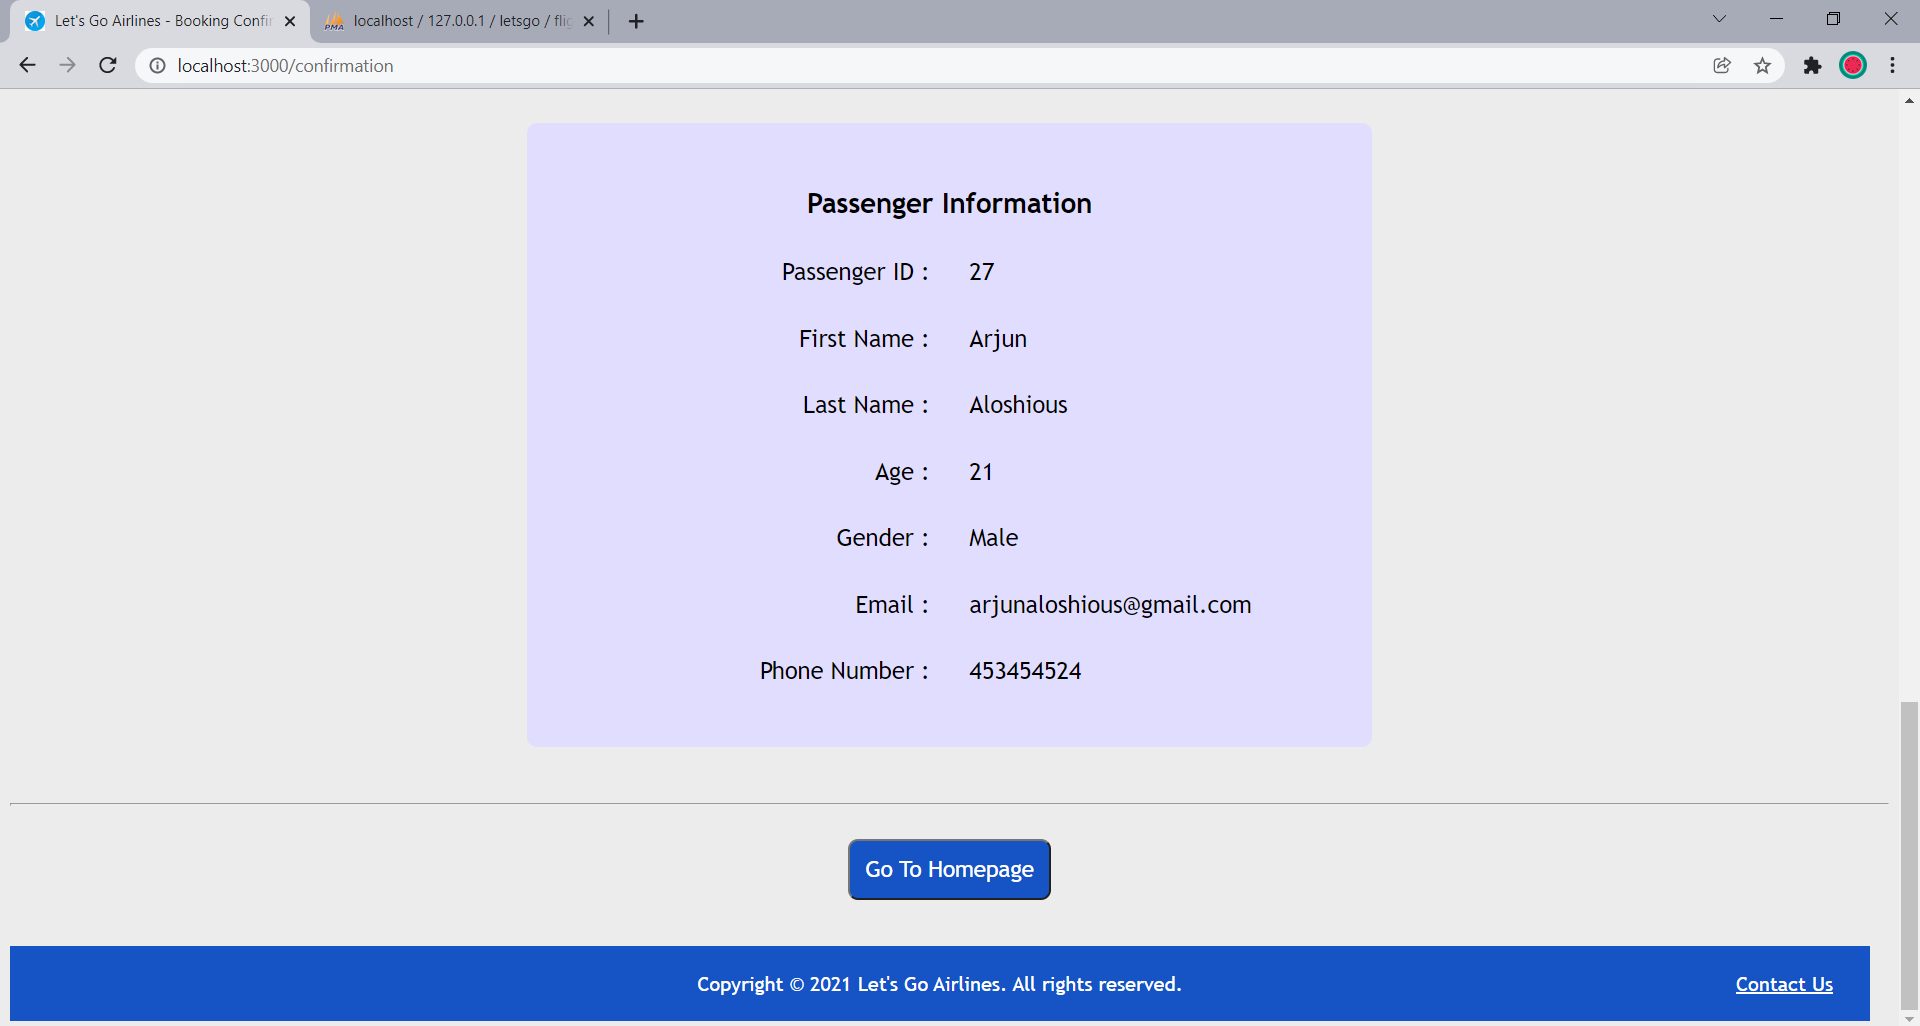 Let's Go Airlines - Booking Confir
localhost / 127.0.0.1 / letsgo / flig
localhost:3000/confirmation
Passenger Information
Passenger ID : 27
First Name : Arjun
Last Name : Aloshious
Age : 21
Gender : Male
Email : arjunaloshious@gmail.com
Phone Number : 453454524
Go To Homepage
Copyright © 2021 Let's Go Airlines. All rights reserved. Contact Us